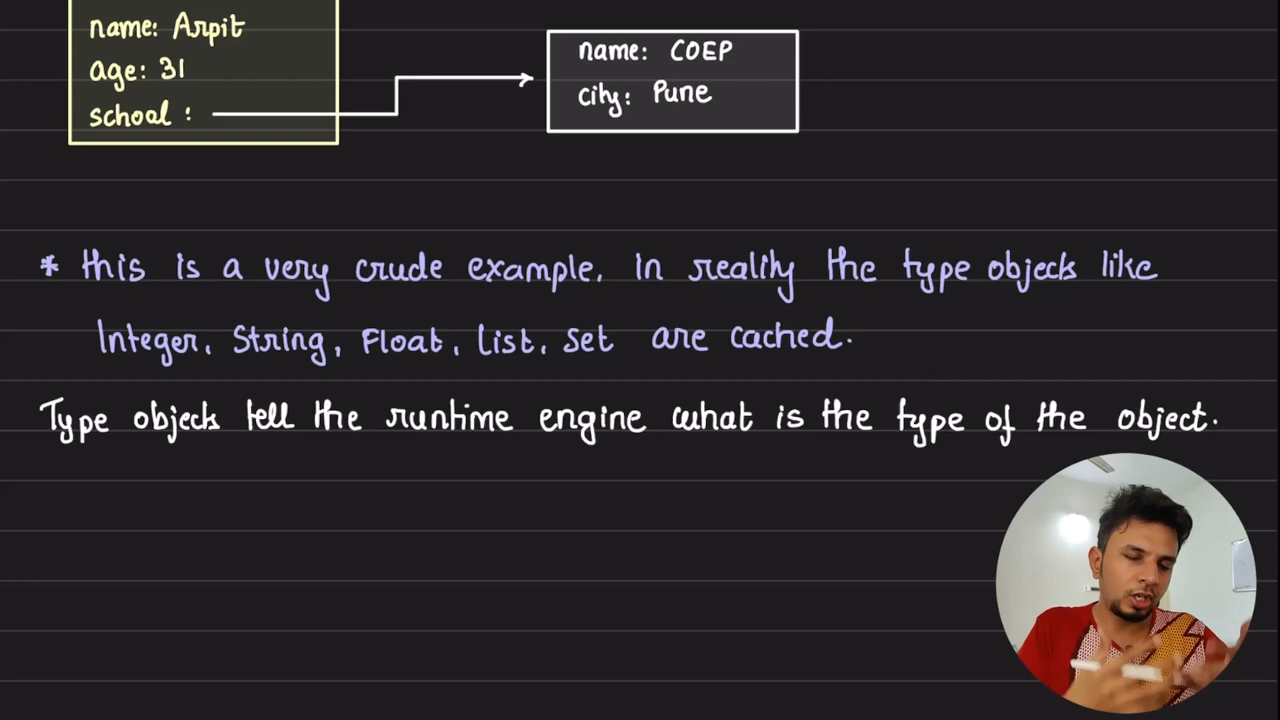 name: Arpit
age: 31
school :
name: COEP
city: Pune
* this is a very crude example. In reality the type objects like
Integer, String, Float, List, Set are cached.
Type objects tell the runtime engine what is the type of the object.